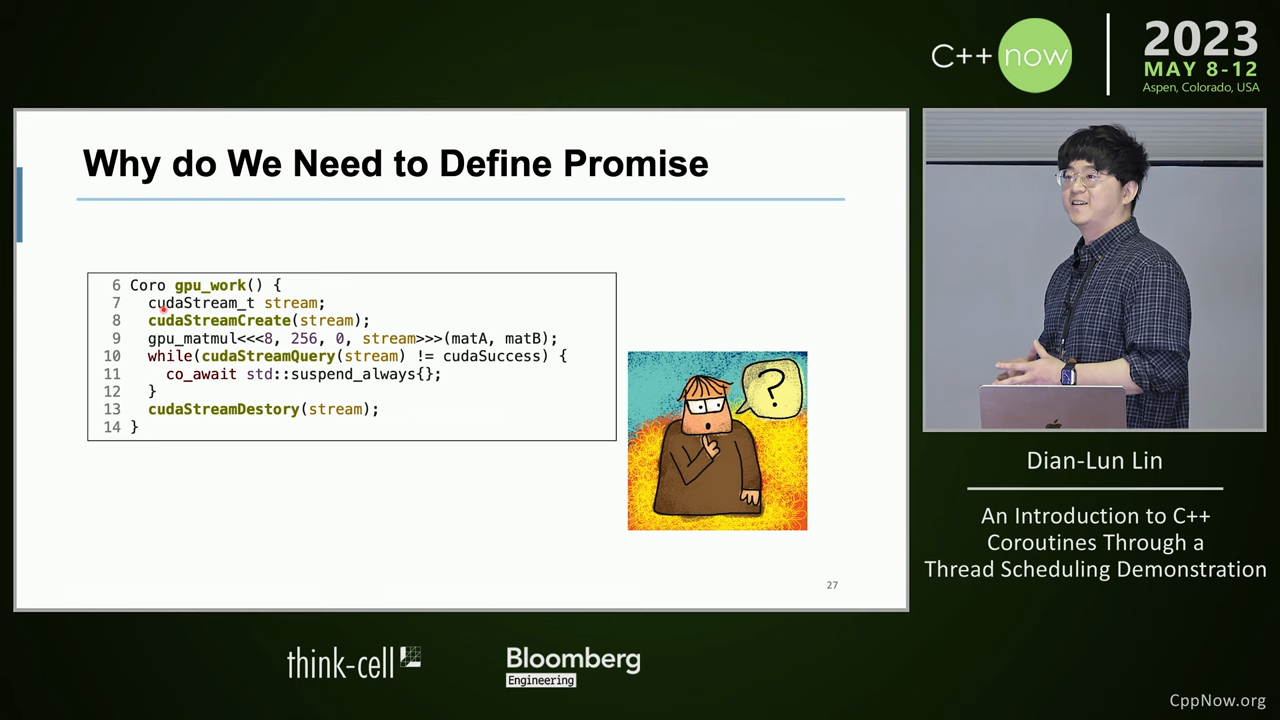 C++ now
2023
MAY 8-12
Aspen, Colorado, USA
Why do We Need to Define Promise
6 Coro gpu_work() {
7 cudaStream_t stream;
8 cudaStreamCreate(stream);
9 gpu_matmul<<<8, 256, 0, stream>>>(matA, matB);
10 while(cudaStreamQuery(stream) != cudaSuccess) {
11 co_await std::suspend_always{};
12 }
13 cudaStreamDestory(stream);
14 }
?
27
Dian-Lun Lin
An Introduction to C++
Coroutines Through a
Thread Scheduling Demonstration
think-cell
Bloomberg
Engineering
CppNow.org